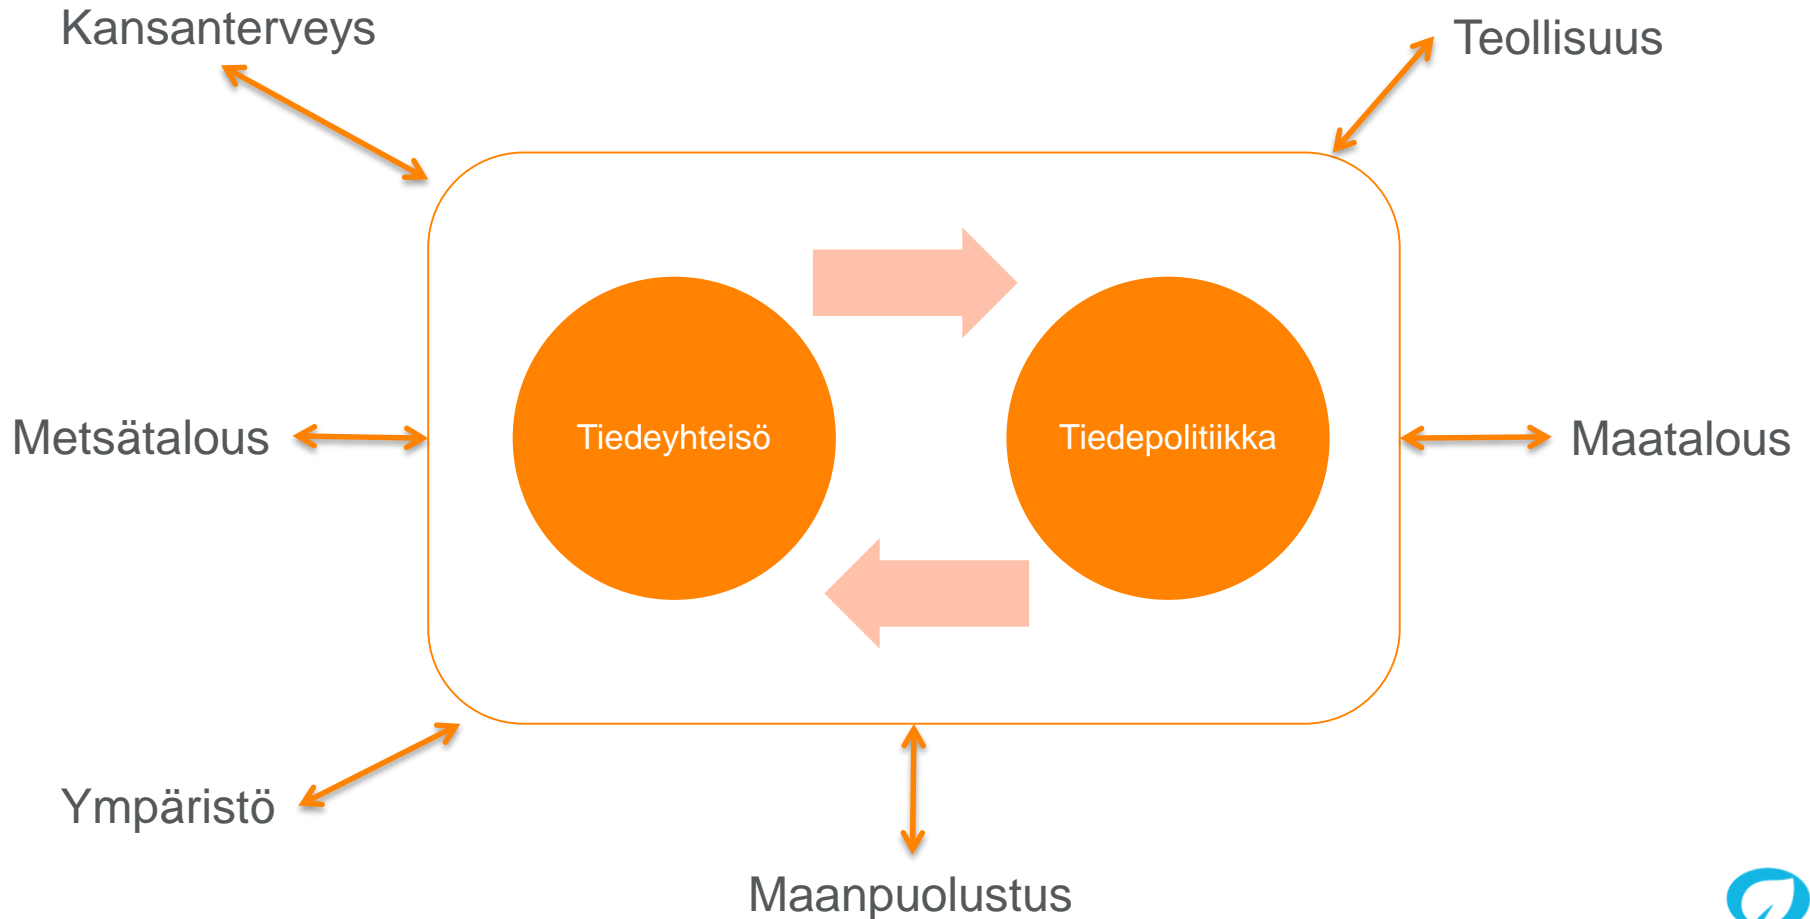 Kansanterveys
Teollisuus
Tiedeyhteisö
Tiedepolitiikka
Metsätalous
Maatalous
Ympäristö
Maanpuolustus